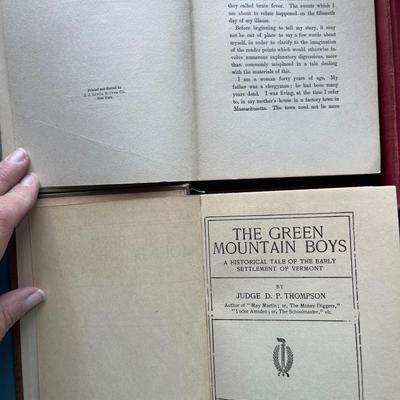 they called brain fever. The events which I
am about to relate happened on the fifteenth
day of my illness.
Before beginning to tell my story, it may
not be out of place to say a few words about
myself, in order to clarify to the imagination
of the reader points which would otherwise in-
volve numerous explanatory digressions, more
than commonly misplaced in a tale dealing
with the materials of this.
I am a woman forty years of age. My
father was a clergyman; he had been many
years dead. I was living, at the time I refer
to, in my mother's house in a factory town in
Massachusetts. The town need not be more
Printed and Bound by
J. J. Little & Ives Co.
New York
THE GREEN
MOUNTAIN BOYS
A HISTORICAL TALE OF THE EARLY
SETTLEMENT OF VERMONT
BY
JUDGE D. P. THOMPSON
Author of "May Martin; or, The Money Diggers,"
"Locke Amsden; or, The Schoolmaster," etc.